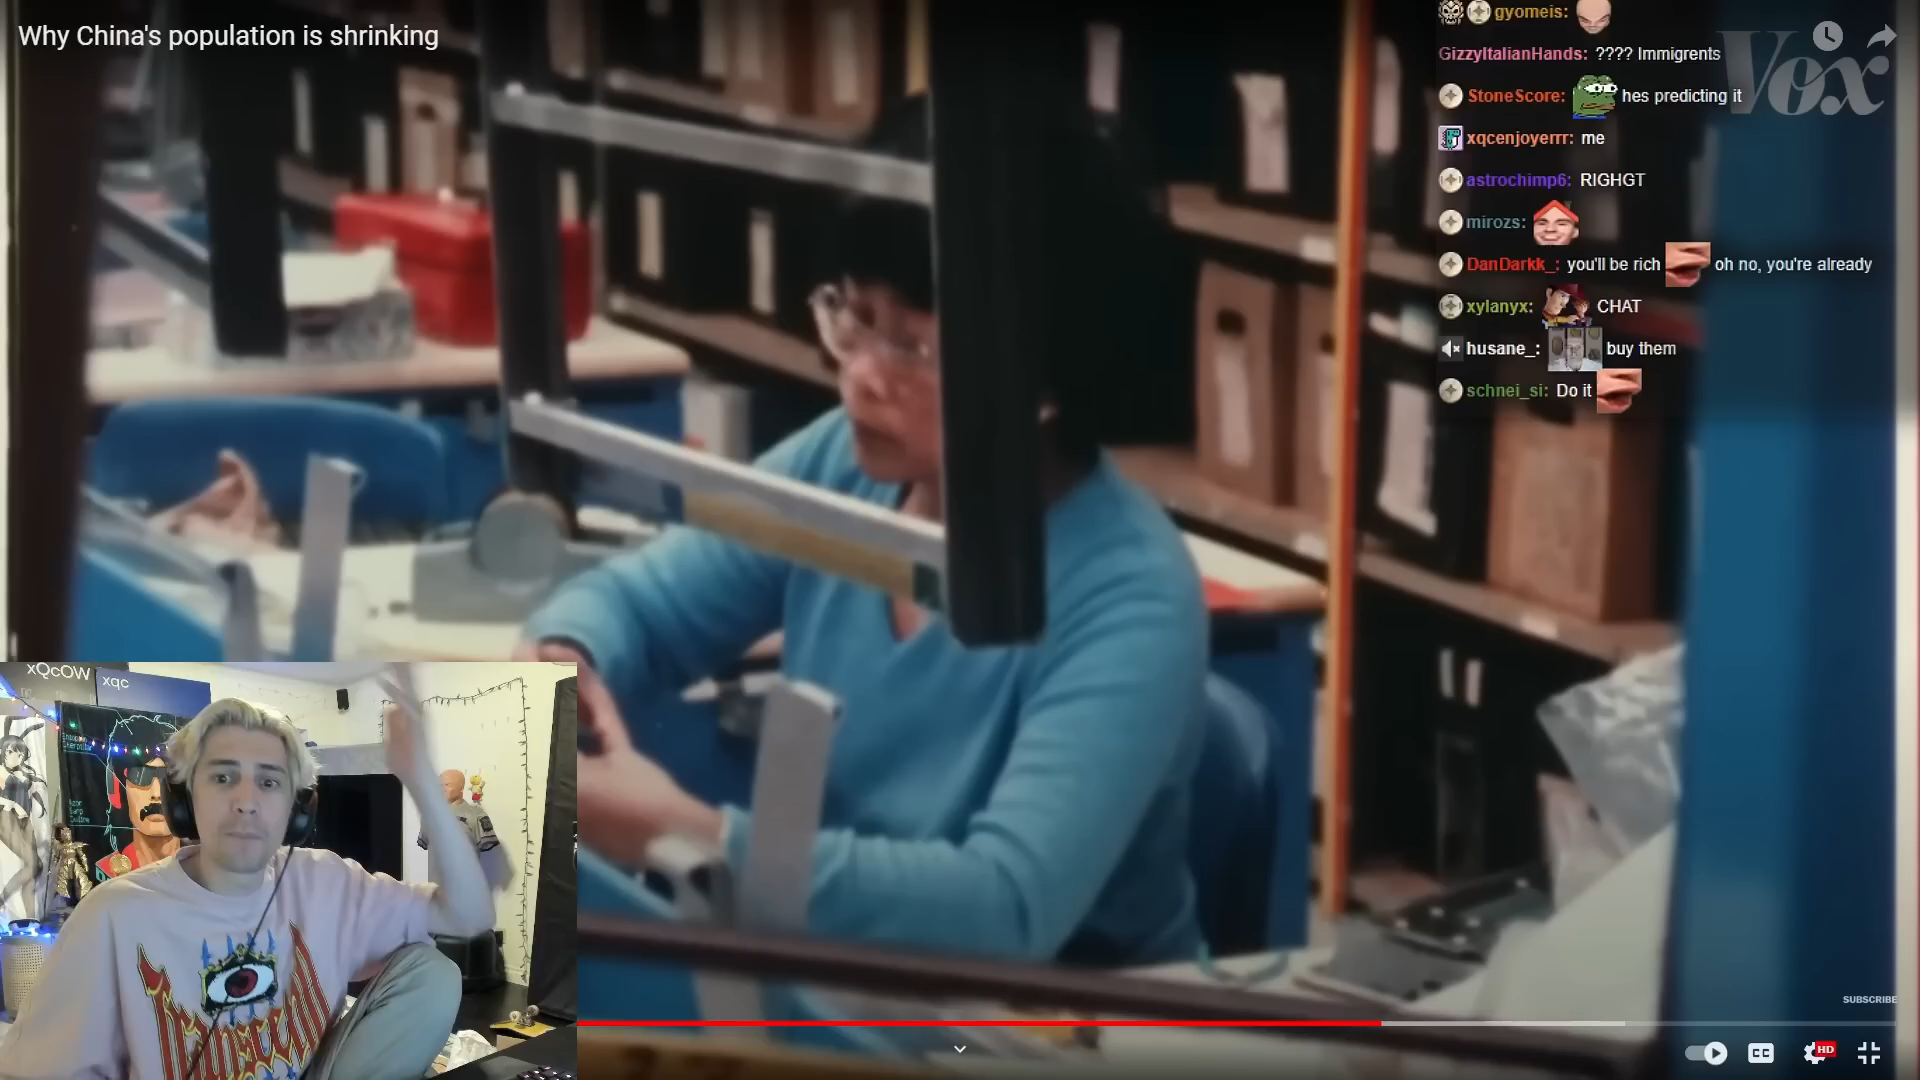 Why China's population is shrinking
Vox
gyomeis:
GizzyItalianHands: ???? Immigrents
StoneScore: hes predicting it
xqcenjoyerrr: me
astrochimp6: RIGHGT
mirozs:
DanDarkk_: you'll be rich oh no, you're already
xylanyx: CHAT
husane_: buy them
schnei_si: Do it
xQcOW
xqc
SUBSCRIBE
CC
HD